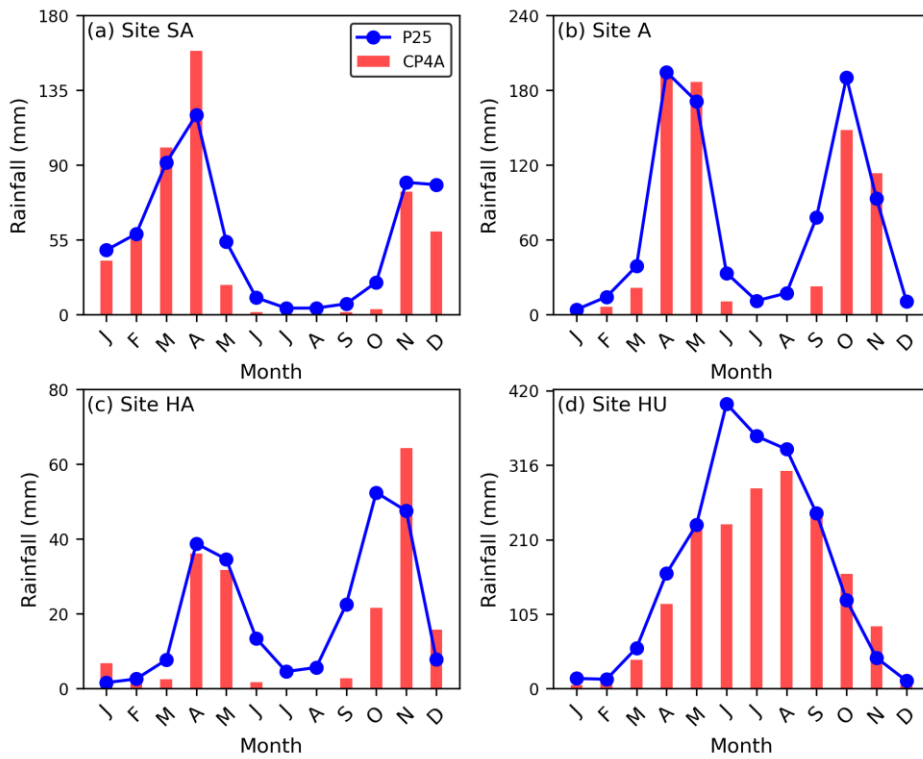 (a) Site SA
P25
CP4A
180
135
90
55
0
Rainfall (mm)
J F M A M J J A S O N D
Month
(b) Site A
240
180
120
60
0
Rainfall (mm)
J F M A M J J A S O N D
Month
(c) Site HA
80
60
40
20
0
Rainfall (mm)
J F M A M J J A S O N D
Month
(d) Site HU
420
316
210
105
0
Rainfall (mm)
J F M A M J J A S O N D
Month